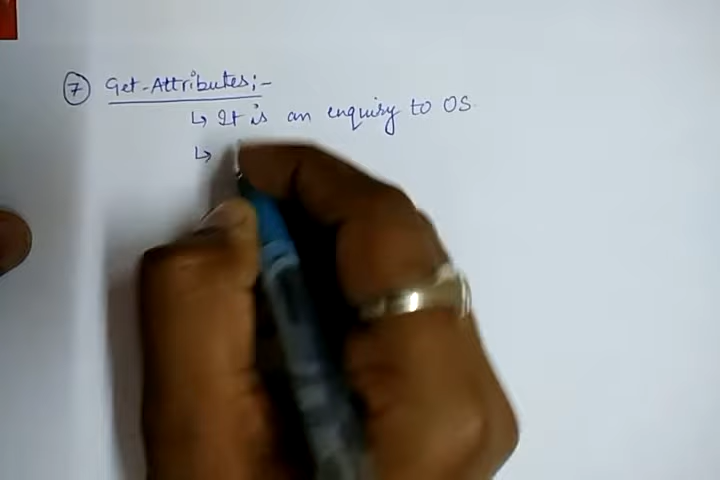 7 Get-Attributes:-
↳ It is an enquiry to OS.
↳